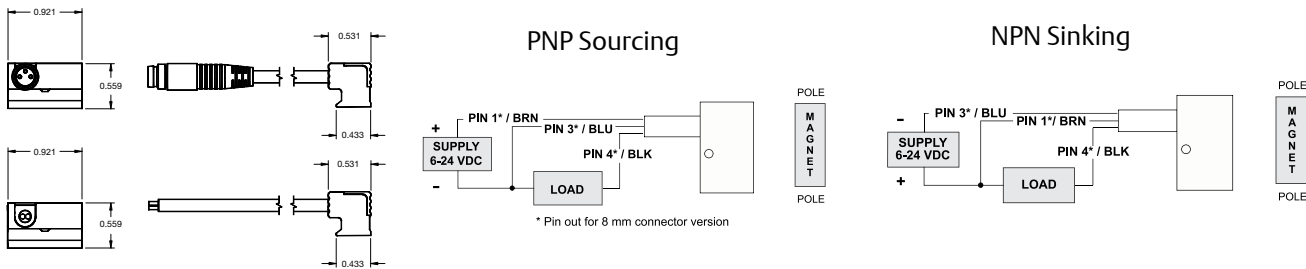 0.921
0.559
0.531
0.433
0.921
0.559
0.531
0.433
PNP Sourcing
PIN 1* / BRN
PIN 3* / BLU
PIN 4* / BLK
+
SUPPLY
6-24 VDC
-
LOAD
* Pin out for 8 mm connector version
POLE
MAGNET
POLE
NPN Sinking
PIN 3* / BLU
PIN 1*/ BRN
PIN 4* / BLK
-
SUPPLY
6-24 VDC
+
LOAD
POLE
MAGNET
POLE